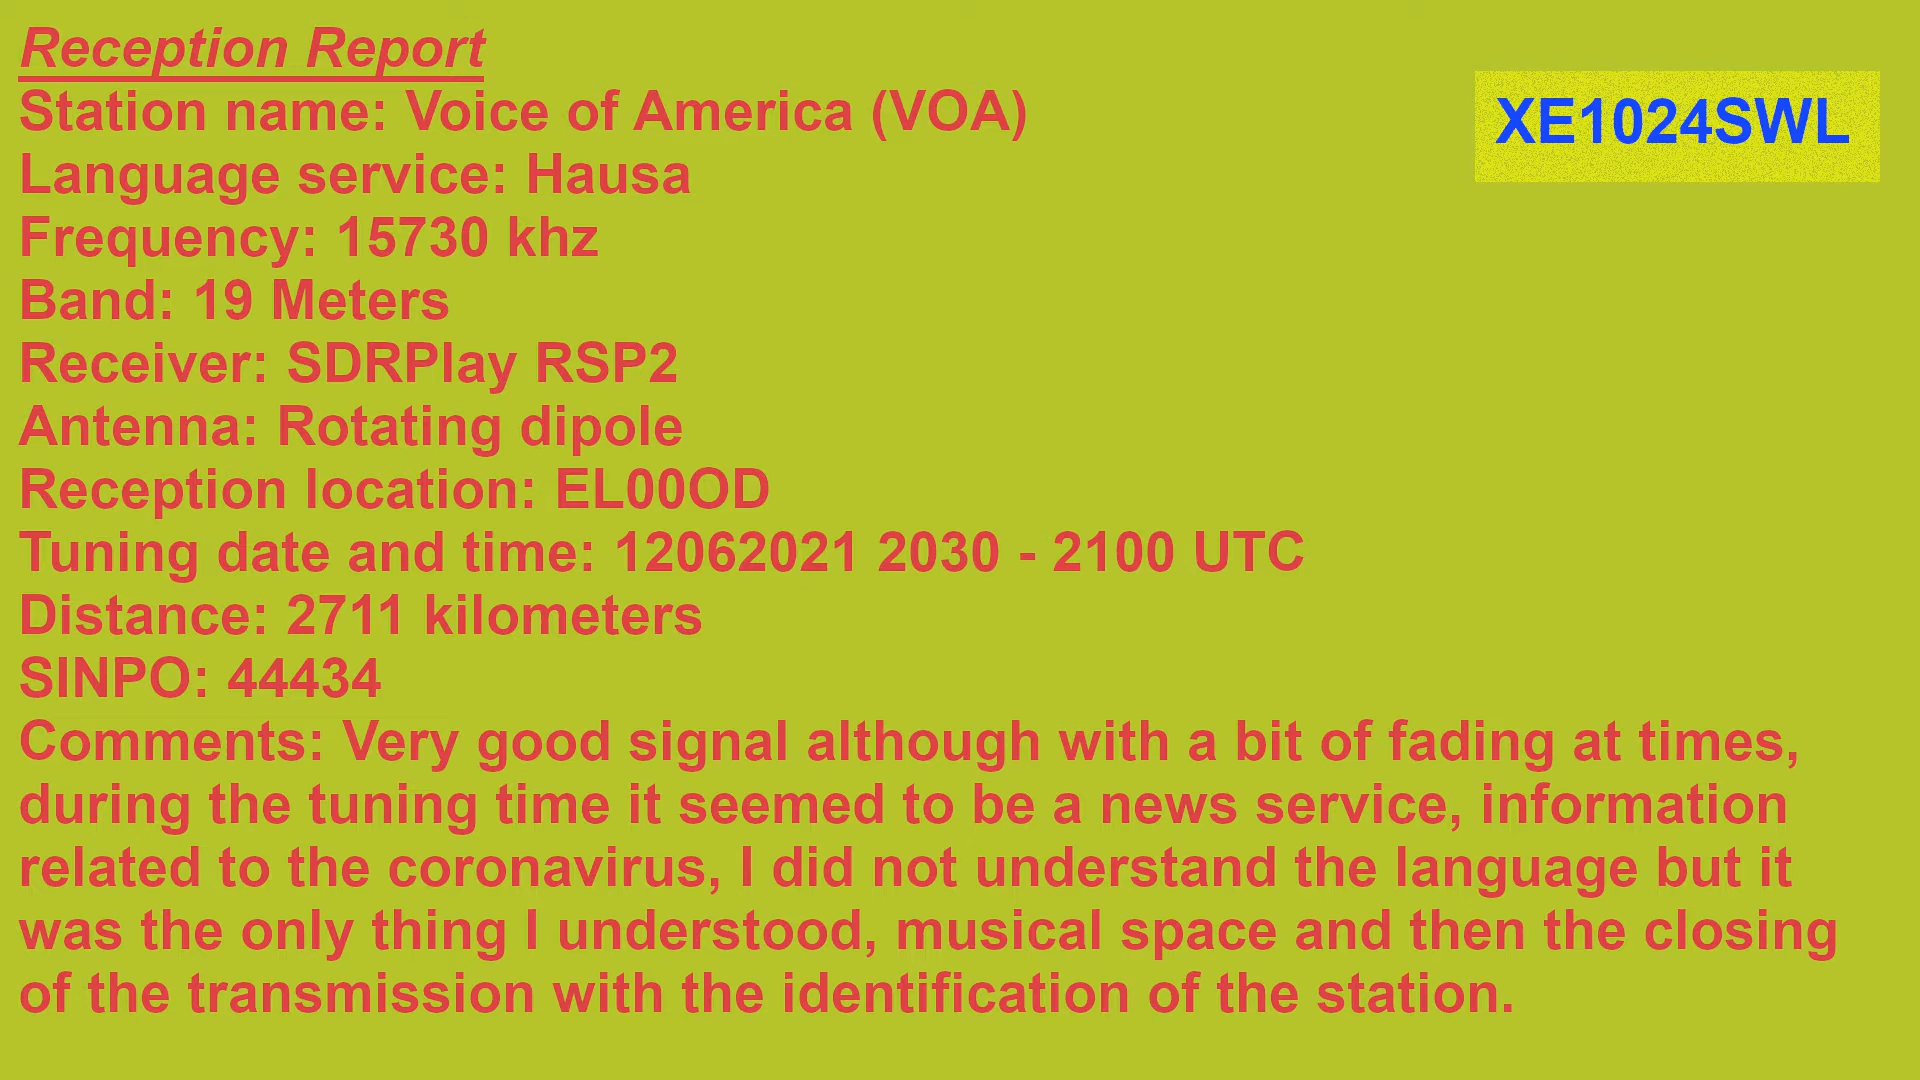 Reception Report
Station name: Voice of America (VOA)
XE1024SWL
Language service: Hausa
Frequency: 15730 khz
Band: 19 Meters
Receiver: SDRPlay RSP2
Antenna: Rotating dipole
Reception location: EL00OD
Tuning date and time: 12062021 2030 - 2100 UTC
Distance: 2711 kilometers
SINPO: 44434
Comments: Very good signal although with a bit of fading at times,
during the tuning time it seemed to be a news service, information
related to the coronavirus, I did not understand the language but it
was the only thing I understood, musical space and then the closing
of the transmission with the identification of the station.